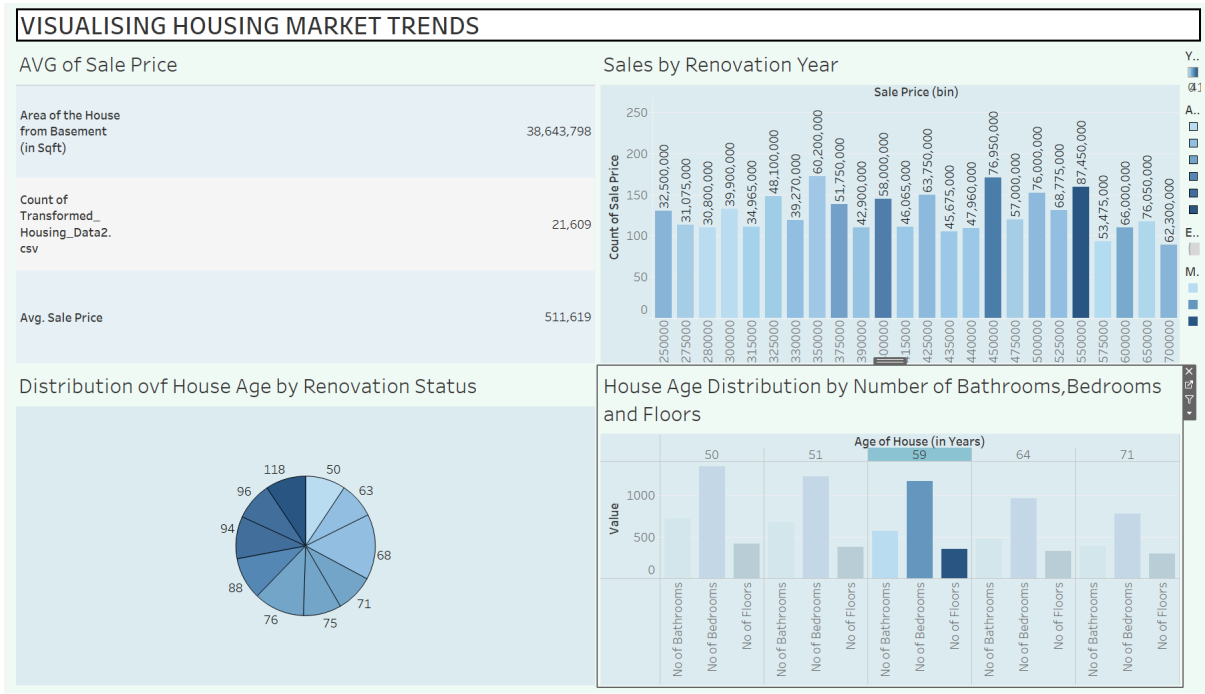 VISUALISING HOUSING MARKET TRENDS
AVG of Sale Price
Area of the House
from Basement
(in Sqft)
38,643,798
Count of
Transformed_
Housing_Data2.
csv
21,609
Avg. Sale Price
511,619
Sales by Renovation Year
Sale Price (bin)
Count of Sale Price
250
200
150
100
50
0
32,500,000
31,075,000
30,800,000
39,900,000
34,965,000
48,100,000
39,270,000
60,200,000
51,750,000
42,900,000
58,000,000
46,065,000
63,750,000
45,675,000
47,960,000
76,950,000
57,000,000
76,000,000
68,775,000
87,450,000
53,475,000
66,000,000
76,050,000
62,300,000
250000
275000
280000
300000
315000
325000
330000
350000
375000
390000
425000
435000
440000
450000
475000
500000
525000
550000
575000
600000
650000
700000
Y..
A..
E..
M.
Distribution ovf House Age by Renovation Status
118
50
96
63
94
68
88
71
76
75
House Age Distribution by Number of Bathrooms,Bedrooms
and Floors
Age of House (in Years)
50
51
59
64
71
Value
1000
500
0
No of Bathrooms
No of Bedrooms
No of Floors
No of Bathrooms
No of Bedrooms
No of Floors
No of Bathrooms
No of Bedrooms
No of Floors
No of Bathrooms
No of Bedrooms
No of Floors
No of Bathrooms
No of Bedrooms
No of Floors